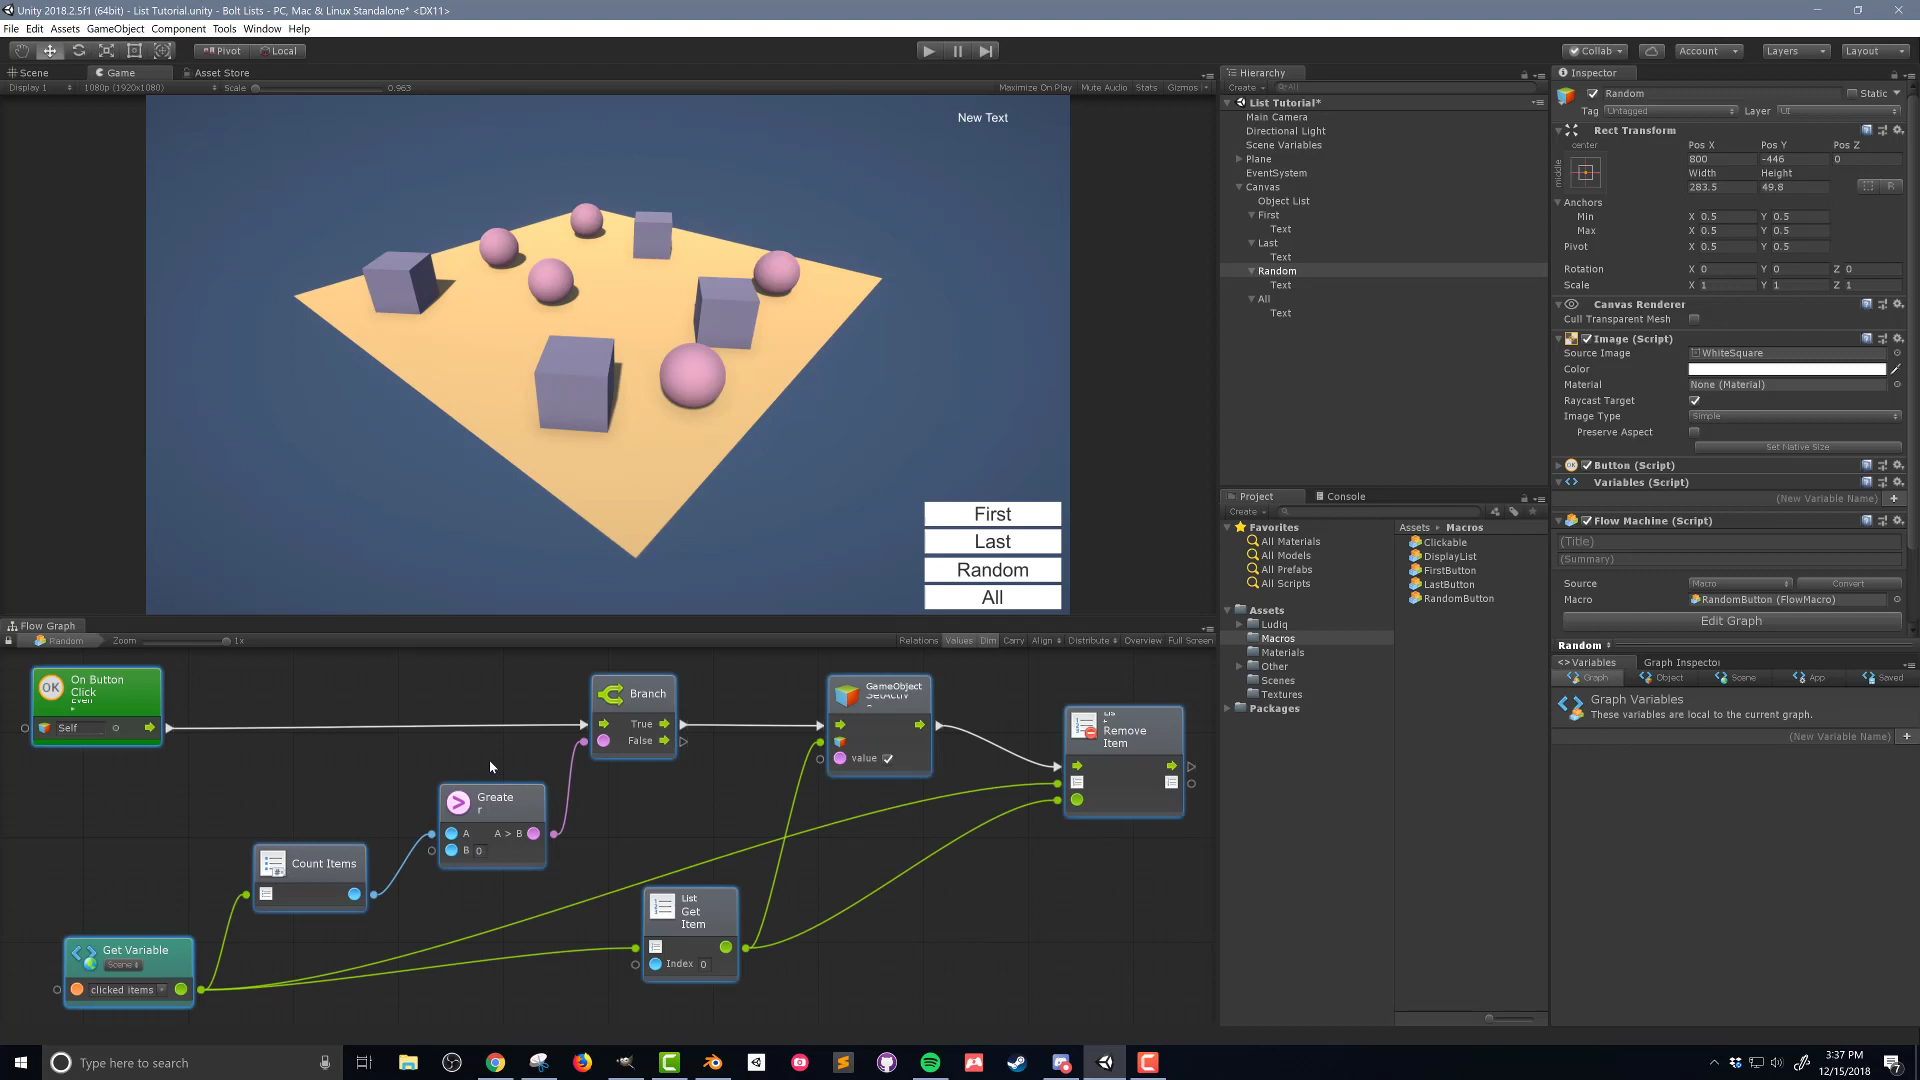 Unity 2018.2.5f1 (64bit) - List Tutorial.unity - Bolt Lists - PC, Mac & Linux Standalone* <DX11>
File Edit Assets GameObject Component Tools Window Help
Pivot Local
Collab Account Layers Layout
Scene Game Asset Store
Display 1 1080p (1920x1080) Scale 0.963 Maximize On Play Mute Audio Stats Gizmos
New Text
First
Last
Random
All
Hierarchy
Create All
List Tutorial*
Main Camera
Directional Light
Scene Variables
Plane
EventSystem
Canvas
Object List
First
Text
Last
Text
Random
Text
All
Text
Project Console
Create
Favorites
All Materials
All Models
All Prefabs
All Scripts
Assets
Ludiq
Macros
Materials
Other
Scenes
Textures
Packages
Assets Macros
Clickable
DisplayList
FirstButton
LastButton
RandomButton
Inspector
Random Static
Tag Untagged Layer UI
Rect Transform
center
middle
Pos X Pos Y Pos Z
800 -446 0
Width Height
283.5 49.8
R
Anchors
Min X 0.5 Y 0.5
Max X 0.5 Y 0.5
Pivot X 0.5 Y 0.5
Rotation X 0 Y 0 Z 0
Scale X 1 Y 1 Z 1
Canvas Renderer
Cull Transparent Mesh
Image (Script)
Source Image WhiteSquare
Color
Material None (Material)
Raycast Target
Image Type Simple
Preserve Aspect
Set Native Size
OK Button (Script)
Variables (Script)
(New Variable Name)
Flow Machine (Script)
(Title)
(Summary)
Source Macro Convert
Macro RandomButton (FlowMacro)
Edit Graph
Random
<> Variables Graph Inspector
Graph Object Scene App Saved
Graph Variables
These variables are local to the current graph.
(New Variable Name)
Flow Graph
Random Zoom 1x Relations Values Dim Carry Align Distribute Overview Full Screen
OK On Button
Click
Self
Branch
True
False
GameObject
value
Remove
Item
Greate
r
A A > B
B 0
Count Items
List
Get
Item
Index 0
Get Variable
Scene
clicked items
Type here to search
3:37 PM
12/15/2018
7